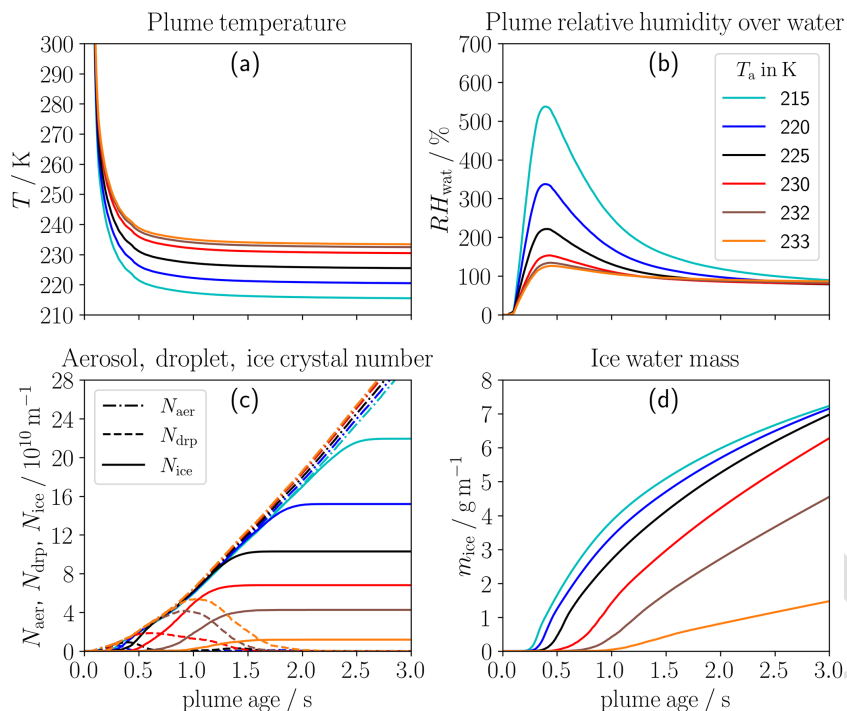 Plume temperature
(a)
T / K
300
290
280
270
260
250
240
230
220
210
Plume relative humidity over water
(b)
RH_wat / %
700
600
500
400
300
200
100
0
T_a in K
215
220
225
230
232
233
Aerosol, droplet, ice crystal number
(c)
N_aer, N_drp, N_ice / 10^10 m^−1
28
24
20
16
12
8
4
0
N_aer
N_drp
N_ice
0.0 0.5 1.0 1.5 2.0 2.5 3.0
plume age / s
Ice water mass
(d)
m_ice / g m^−1
8
7
6
5
4
3
2
1
0
0.0 0.5 1.0 1.5 2.0 2.5 3.0
plume age / s